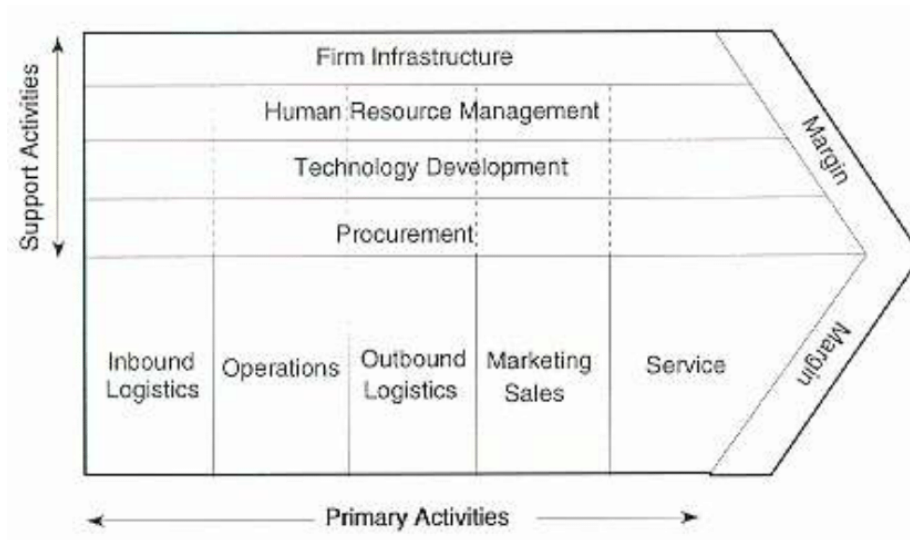 Firm Infrastructure
Human Resource Management
Technology Development
Procurement
Support Activities
Margin
Inbound
Logistics
Operations
Outbound
Logistics
Marketing
Sales
Service
Margin
Primary Activities